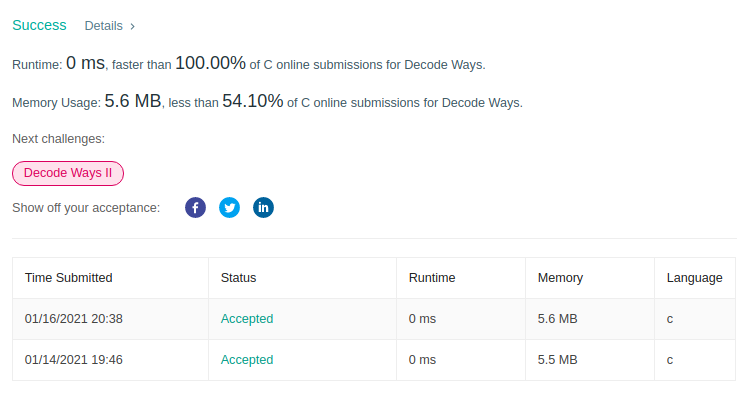 Success Details >
Runtime: 0 ms, faster than 100.00% of C online submissions for Decode Ways.
Memory Usage: 5.6 MB, less than 54.10% of C online submissions for Decode Ways.
Next challenges:
Decode Ways II
Show off your acceptance: f in
Time Submitted Status Runtime Memory Language
01/16/2021 20:38 Accepted 0 ms 5.6 MB c
01/14/2021 19:46 Accepted 0 ms 5.5 MB c